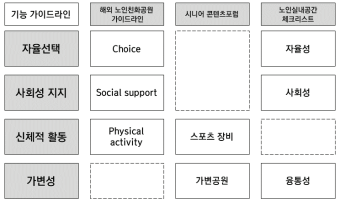 기능 가이드라인
해외 노인친화공원
가이드라인
시니어 콘텐츠포럼
노인실내공간
체크리스트
자율선택
Choice
자율성
사회성 지지
Social support
사회성
신체적 활동
Physical
activity
스포츠 장비
가변성
가변공원
융통성